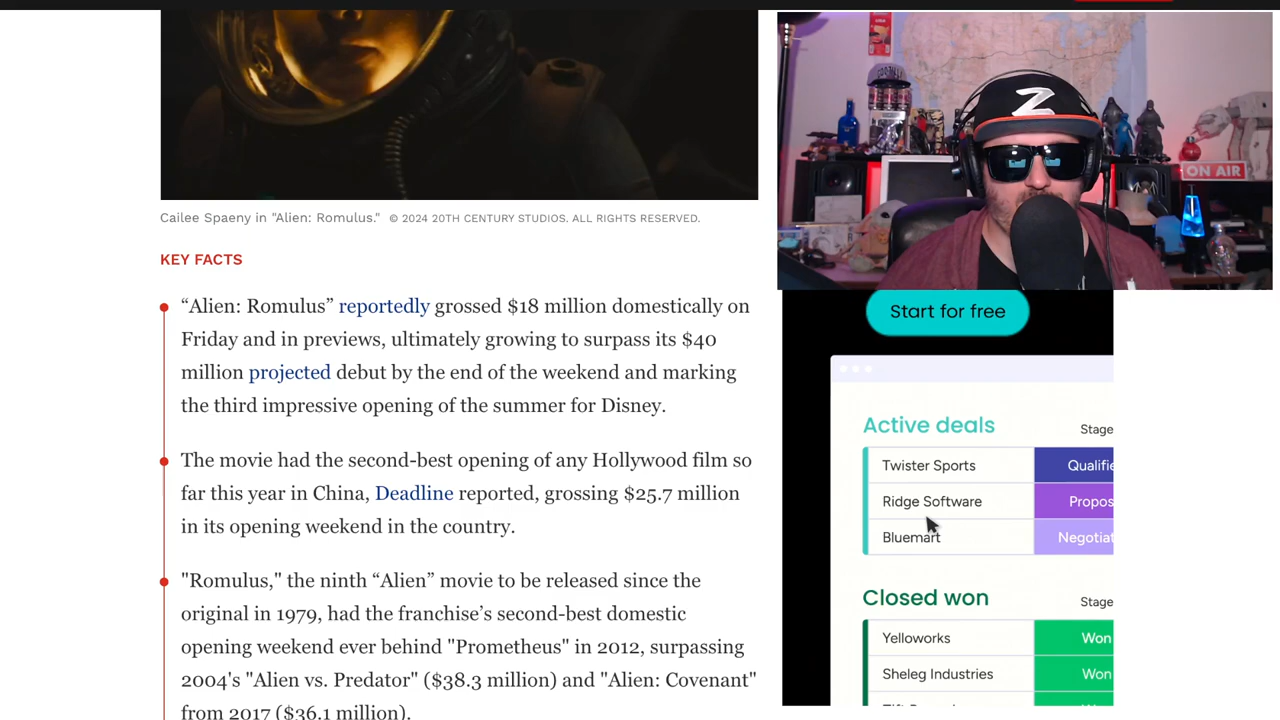 Cailee Spaeny in "Alien: Romulus." © 2024 20TH CENTURY STUDIOS. ALL RIGHTS RESERVED.
KEY FACTS
“Alien: Romulus” reportedly grossed $18 million domestically on
Friday and in previews, ultimately growing to surpass its $40
million projected debut by the end of the weekend and marking
the third impressive opening of the summer for Disney.
The movie had the second-best opening of any Hollywood film so
far this year in China, Deadline reported, grossing $25.7 million
in its opening weekend in the country.
"Romulus," the ninth “Alien” movie to be released since the
original in 1979, had the franchise’s second-best domestic
opening weekend ever behind "Prometheus" in 2012, surpassing
2004's "Alien vs. Predator" ($38.3 million) and "Alien: Covenant"
from 2017 ($36.1 million).
Z
ON AIR
Start for free
Active deals Stage
Twister Sports Qualifie
Ridge Software Propos
Bluemart Negotiat
Closed won Stage
Yelloworks Won
Sheleg Industries Won